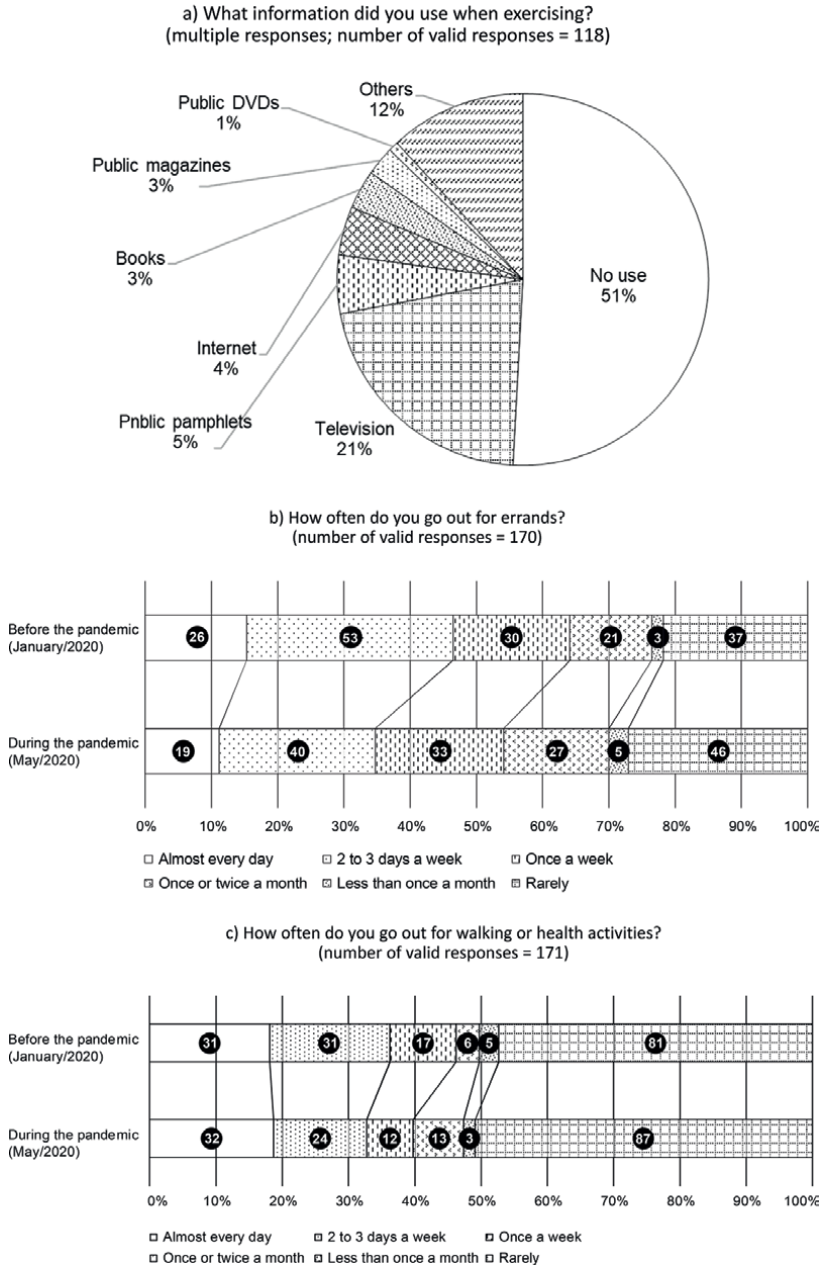 a) What information did you use when exercising?
(multiple responses; number of valid responses = 118)
Others
12%
Public DVDs
1%
Public magazines
3%
Books
3%
Internet
4%
Pnblic pamphlets
5%
Television
21%
No use
51%
b) How often do you go out for errands?
(number of valid responses = 170)
Before the pandemic
(January/2020)
26 53 30 21 3 37
During the pandemic
(May/2020)
19 40 33 27 5 46
0% 10% 20% 30% 40% 50% 60% 70% 80% 90% 100%
Almost every day 2 to 3 days a week Once a week
Once or twice a month Less than once a month Rarely
c) How often do you go out for walking or health activities?
(number of valid responses = 171)
Before the pandemic
(January/2020)
31 31 17 6 5 81
During the pandemic
(May/2020)
32 24 12 13 3 87
0% 10% 20% 30% 40% 50% 60% 70% 80% 90% 100%
Almost every day 2 to 3 days a week Once a week
Once or twice a month Less than once a month Rarely